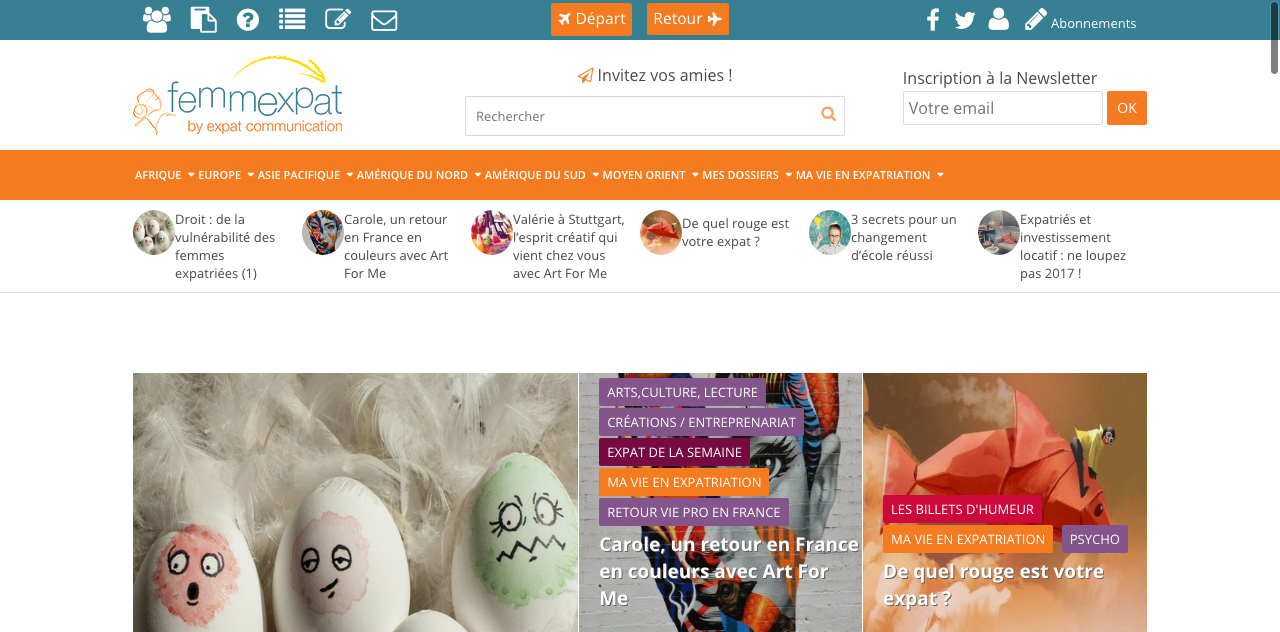 Départ
Retour
Abonnements
femmexpat
by expat communication
Invitez vos amies !
Rechercher
Inscription à la Newsletter
Votre email
OK
AFRIQUE EUROPE ASIE PACIFIQUE AMÉRIQUE DU NORD AMÉRIQUE DU SUD MOYEN ORIENT MES DOSSIERS MA VIE EN EXPATRIATION
Droit : de la
vulnérabilité des
femmes
expatriées (1)
Carole, un retour
en France en
couleurs avec Art
For Me
Valérie à Stuttgart,
l'esprit créatif qui
vient chez vous
avec Art For Me
De quel rouge est
votre expat ?
3 secrets pour un
changement
d'école réussi
Expatriés et
investissement
locatif : ne loupez
pas 2017 !
ARTS,CULTURE, LECTURE
CRÉATIONS / ENTREPRENARIAT
EXPAT DE LA SEMAINE
MA VIE EN EXPATRIATION
RETOUR VIE PRO EN FRANCE
Carole, un retour en France
en couleurs avec Art For
Me
LES BILLETS D'HUMEUR
MA VIE EN EXPATRIATION PSYCHO
De quel rouge est votre
expat ?